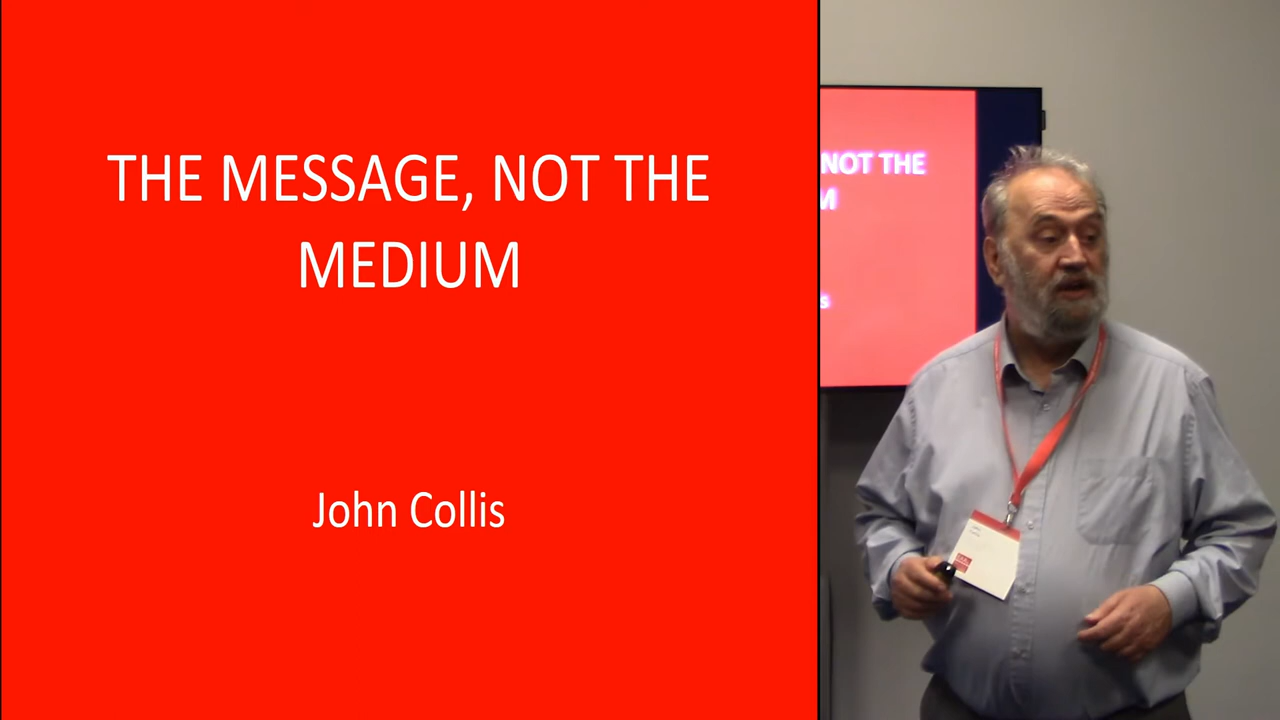 THE MESSAGE, NOT THE
MEDIUM
John Collis
NOT THE
M
s